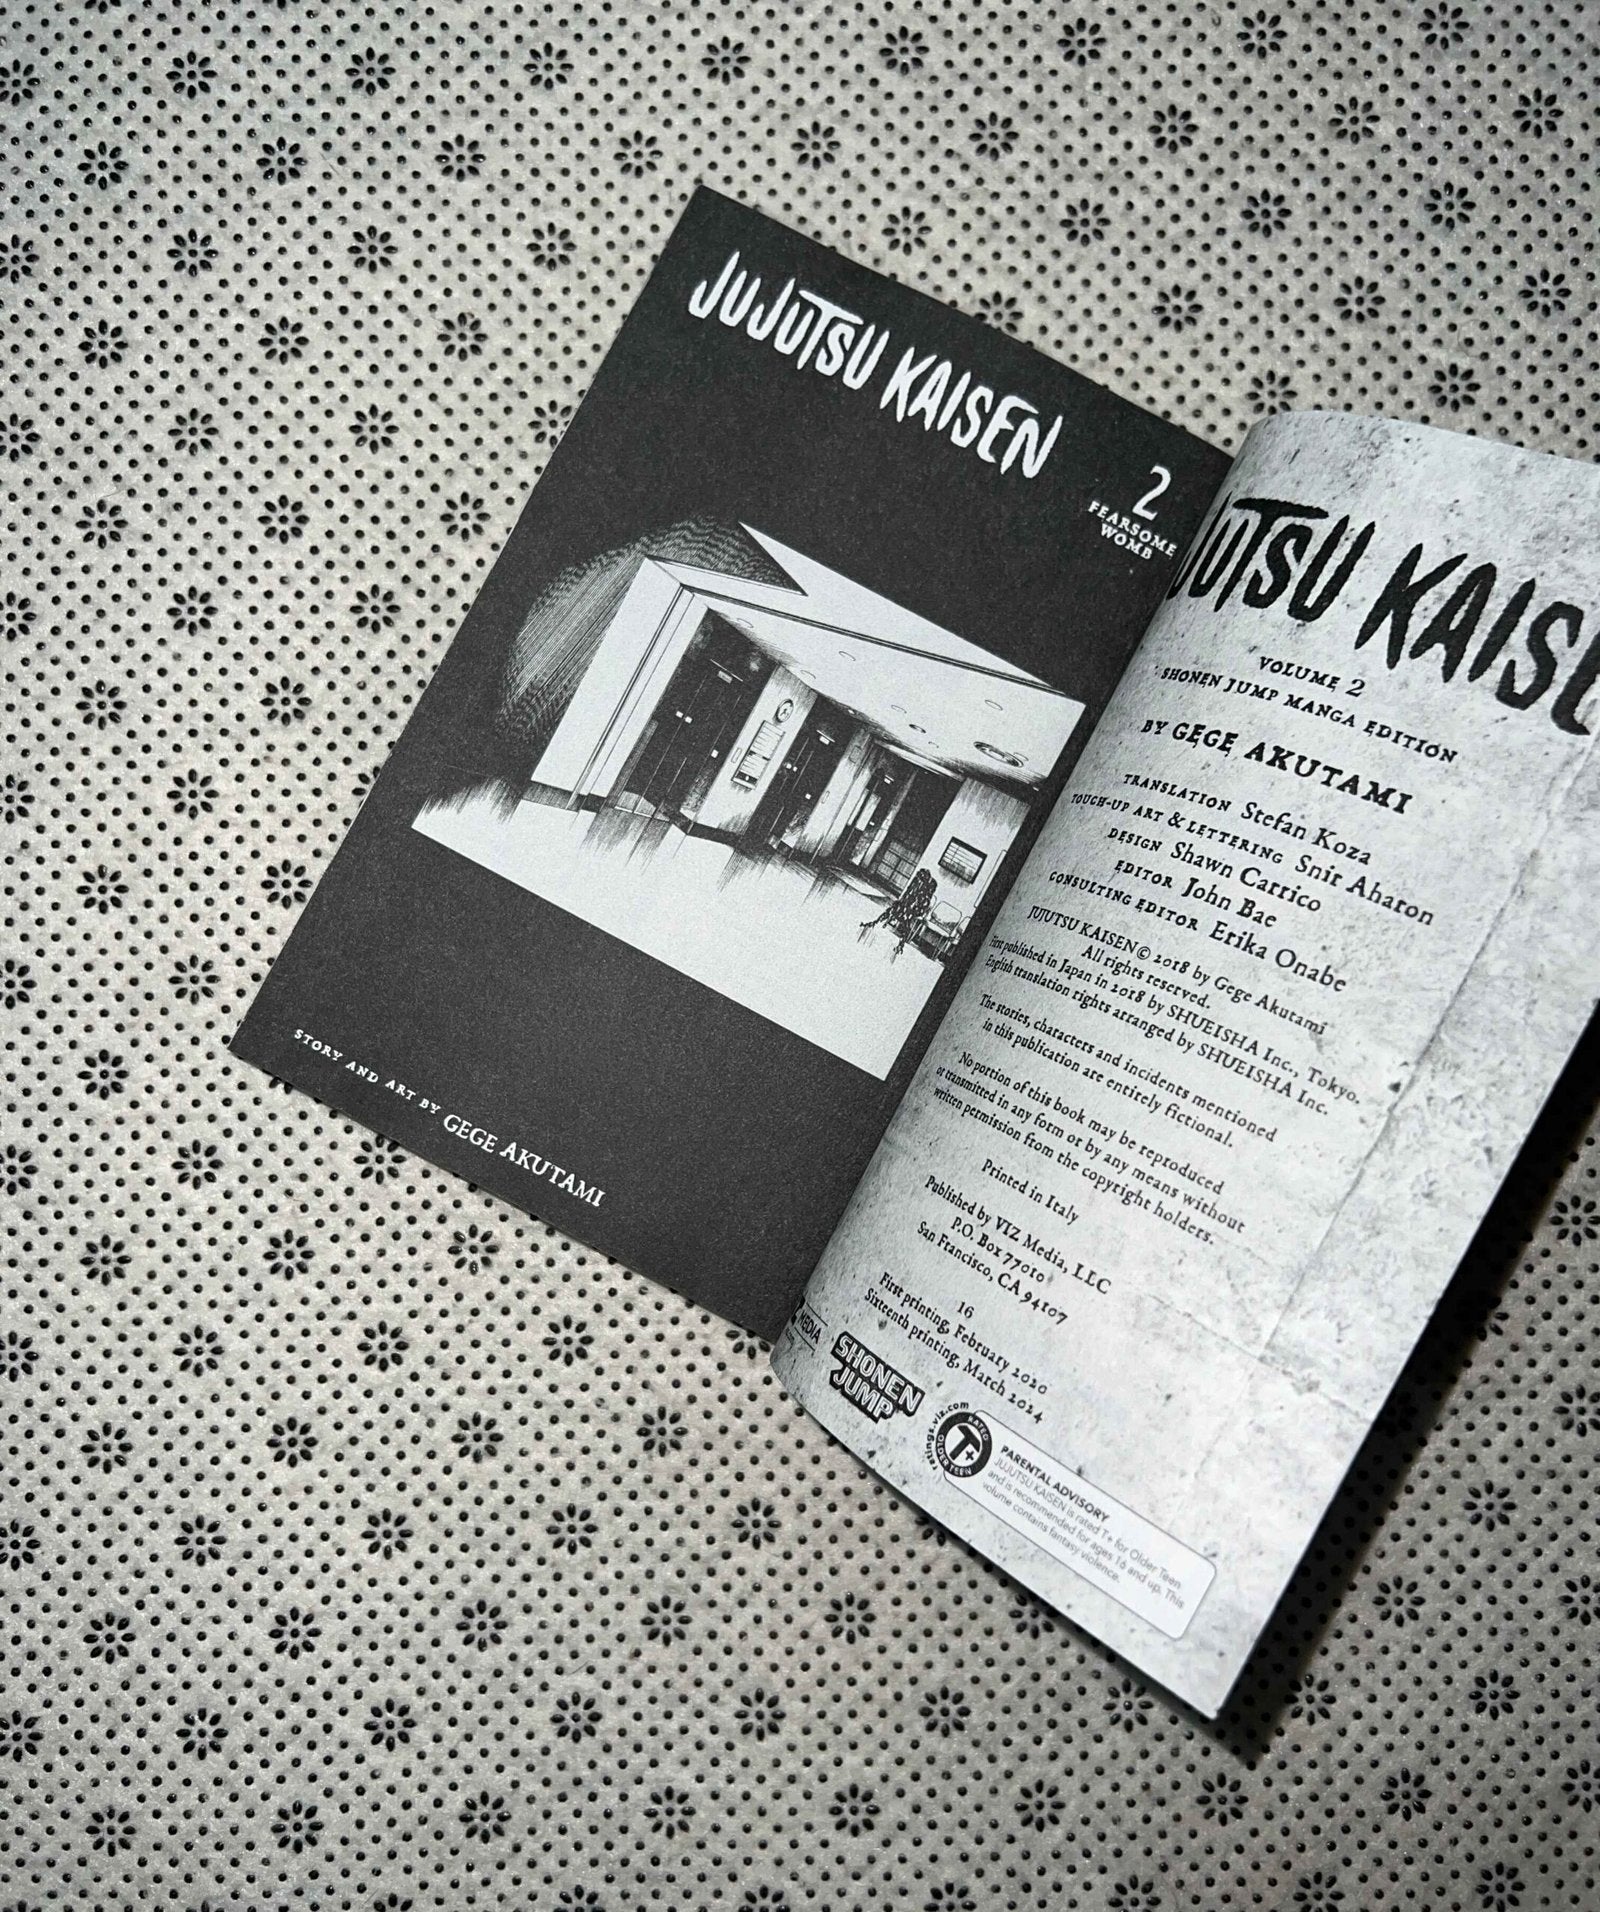 JUJUTSU KAISEN
2
FEARSOME
WOMB
STORY AND ART BY GEGE AKUTAMI
JUTSU KAISE
VOLUME 2
SHONEN JUMP MANGA EDITION
BY GEGE AKUTAMI
TRANSLATION Stefan Koza
TOUCH-UP ART & LETTERING Snir Aharon
DESIGN Shawn Carrico
EDITOR John Bae
CONSULTING EDITOR Erika Onabe
JUJUTSU KAISEN © 2018 by Gege Akutami
All rights reserved.
First published in Japan in 2018 by SHUEISHA Inc., Tokyo.
English translation rights arranged by SHUEISHA Inc.
The stories, characters and incidents mentioned
in this publication are entirely fictional.
No portion of this book may be reproduced
or transmitted in any form or by any means without
written permission from the copyright holders.
Printed in Italy
Published by VIZ Media, LLC
P.O. Box 77010
San Francisco, CA 94107
16
First printing, February 2020
Sixteenth printing, March 2024
MEDIA
SHONEN
JUMP
ratings.viz.com
RATED
T+
OLDER TEEN
PARENTAL ADVISORY
JUJUTSU KAISEN is rated T+ for Older Teen
and is recommended for ages 16 and up. This
volume contains fantasy violence.